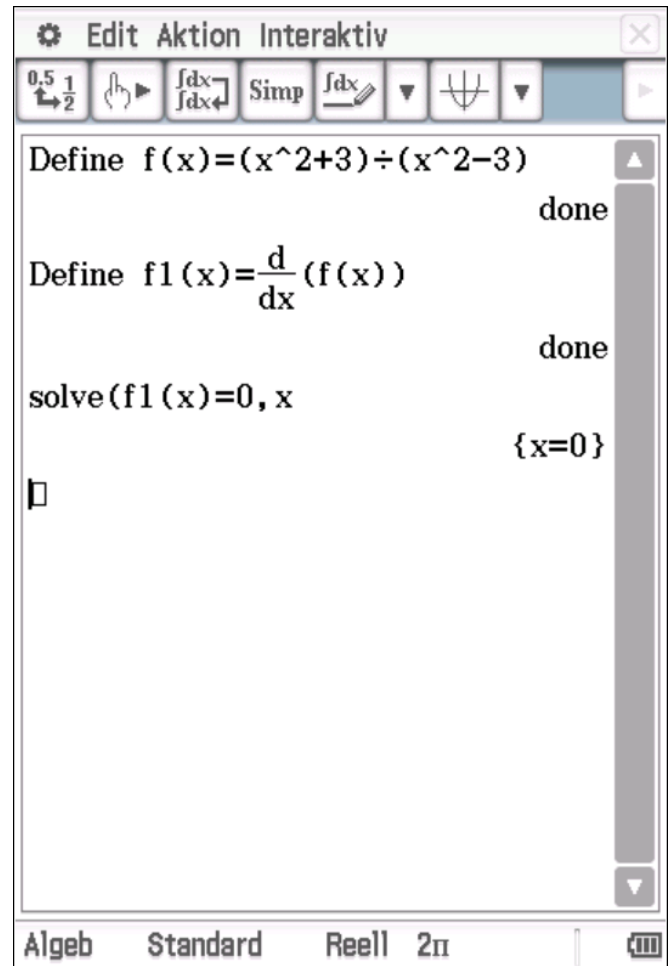 Edit Aktion Interaktiv
0.5 1/2 ∫dx ∫dx Simp ∫dx
Define f(x)=(x^2+3)÷(x^2-3)
done
Define f1(x)=d/dx(f(x))
done
solve(f1(x)=0,x
{x=0}
Algeb Standard Reell 2π